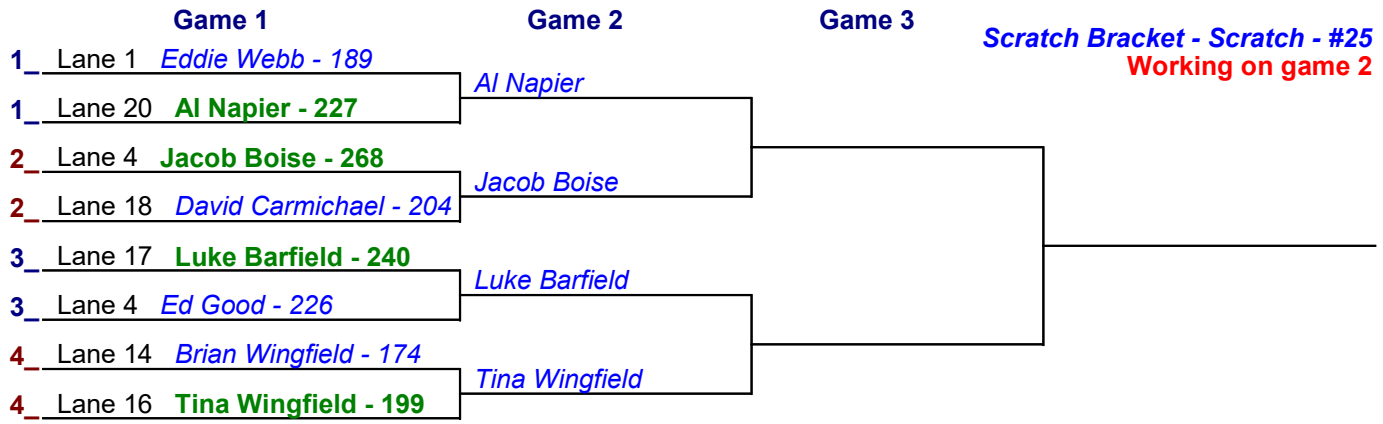 Game 1 Game 2 Game 3
Scratch Bracket - Scratch - #25
Working on game 2
1_ Lane 1 Eddie Webb - 189
Al Napier
1_ Lane 20 Al Napier - 227
2_ Lane 4 Jacob Boise - 268
Jacob Boise
2_ Lane 18 David Carmichael - 204
3_ Lane 17 Luke Barfield - 240
Luke Barfield
3_ Lane 4 Ed Good - 226
4_ Lane 14 Brian Wingfield - 174
Tina Wingfield
4_ Lane 16 Tina Wingfield - 199